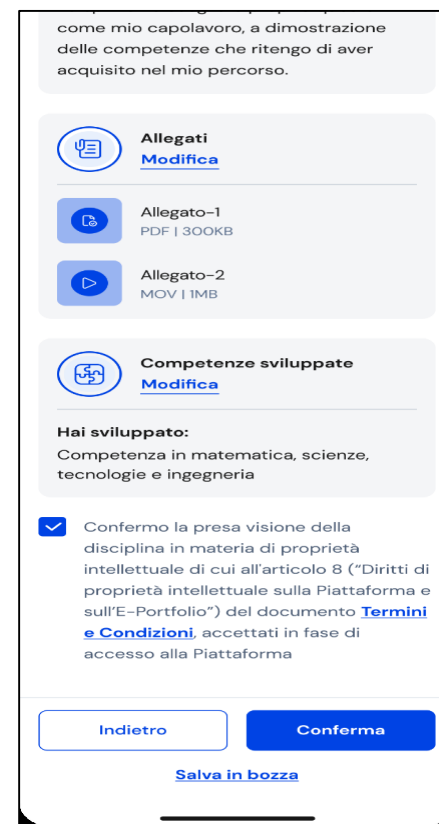 come mio capolavoro, a dimostrazione
delle competenze che ritengo di aver
acquisito nel mio percorso.
Allegati
Modifica
Allegato-1
PDF | 300KB
Allegato-2
MOV | 1MB
Competenze sviluppate
Modifica
Hai sviluppato:
Competenza in matematica, scienze,
tecnologie e ingegneria
Confermo la presa visione della
disciplina in materia di proprietà
intellettuale di cui all'articolo 8 (“Diritti di
proprietà intellettuale sulla Piattaforma e
sull'E-Portfolio”) del documento Termini
e Condizioni, accettati in fase di
accesso alla Piattaforma
Indietro
Conferma
Salva in bozza